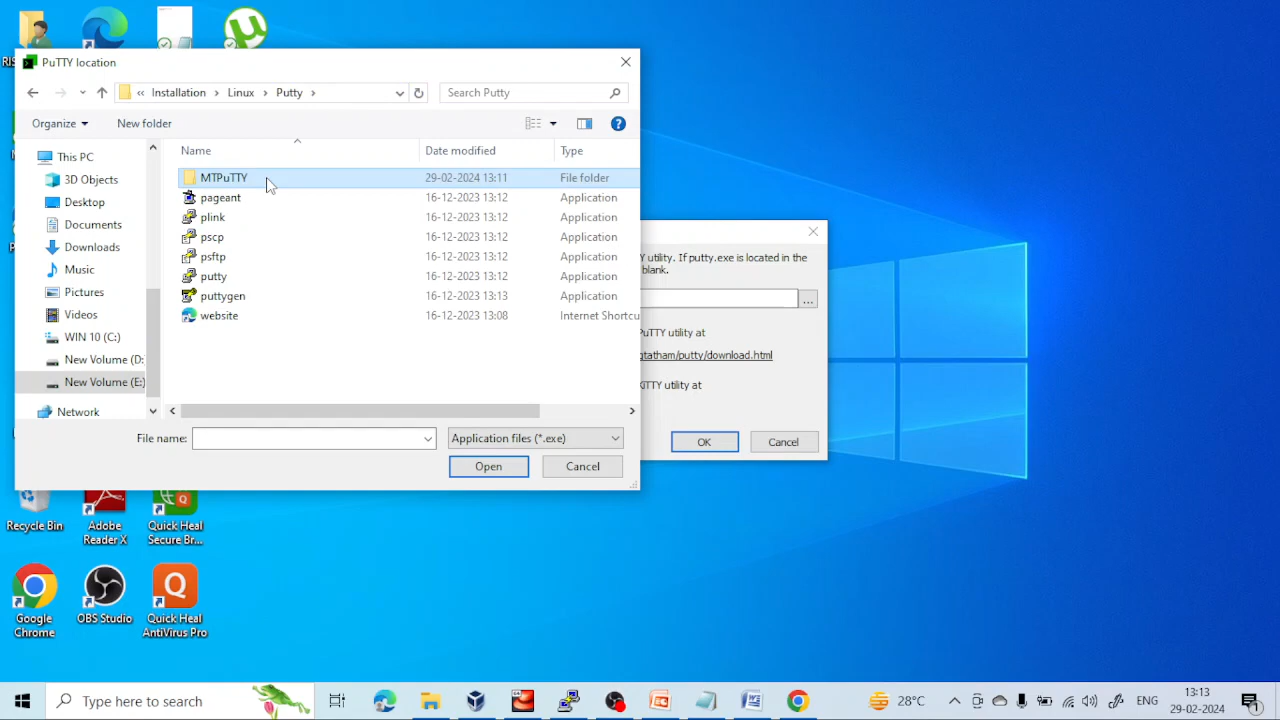 PuTTY location
« Installation > Linux > Putty >
Search Putty
Organize
New folder
Name
Date modified
Type
This PC
3D Objects
Desktop
Documents
Downloads
Music
Pictures
Videos
WIN 10 (C:)
New Volume (D:
New Volume (E:)
Network
MTPuTTY 29-02-2024 13:11 File folder
pageant 16-12-2023 13:12 Application
plink 16-12-2023 13:12 Application
pscp 16-12-2023 13:12 Application
psftp 16-12-2023 13:12 Application
putty 16-12-2023 13:12 Application
puttygen 16-12-2023 13:13 Application
website 16-12-2023 13:08 Internet Shortcu
File name:
Application files (*.exe)
Open
Cancel
Y utility. If putty.exe is located in the
blank.
...
PuTTY utility at
gtatham/putty/download.html
KiTTY utility at
OK
Cancel
Recycle Bin
Adobe
Reader X
Quick Heal
Secure Br...
Google
Chrome
OBS Studio
Quick Heal
AntiVirus Pro
Type here to search
28°C
ENG
13:13
29-02-2024